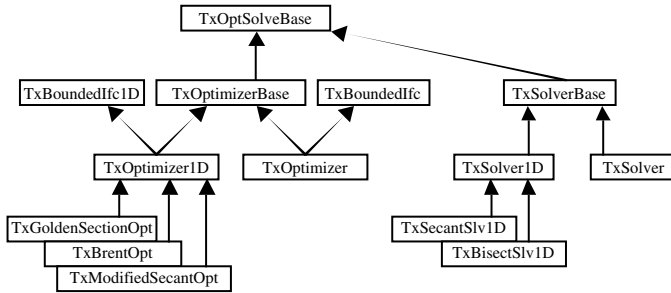 TxOptSolveBase
TxBoundedIfc1D TxOptimizerBase TxBoundedIfc TxSolverBase
TxOptimizer1D TxOptimizer TxSolver1D TxSolver
TxGoldenSectionOpt TxSecantSlv1D
TxBrentOpt TxBisectSlv1D
TxModifiedSecantOpt